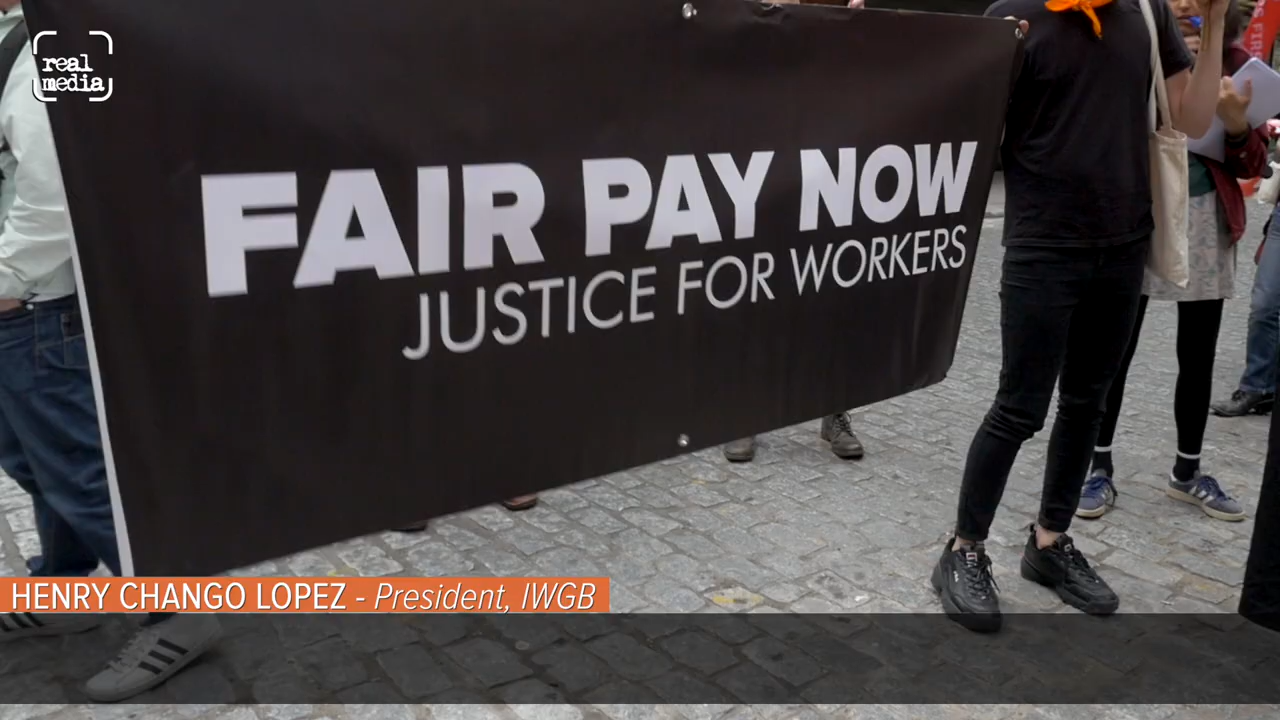 real
media
FAIR PAY NOW
JUSTICE FOR WORKERS
HENRY CHANGO LOPEZ - President, IWGB